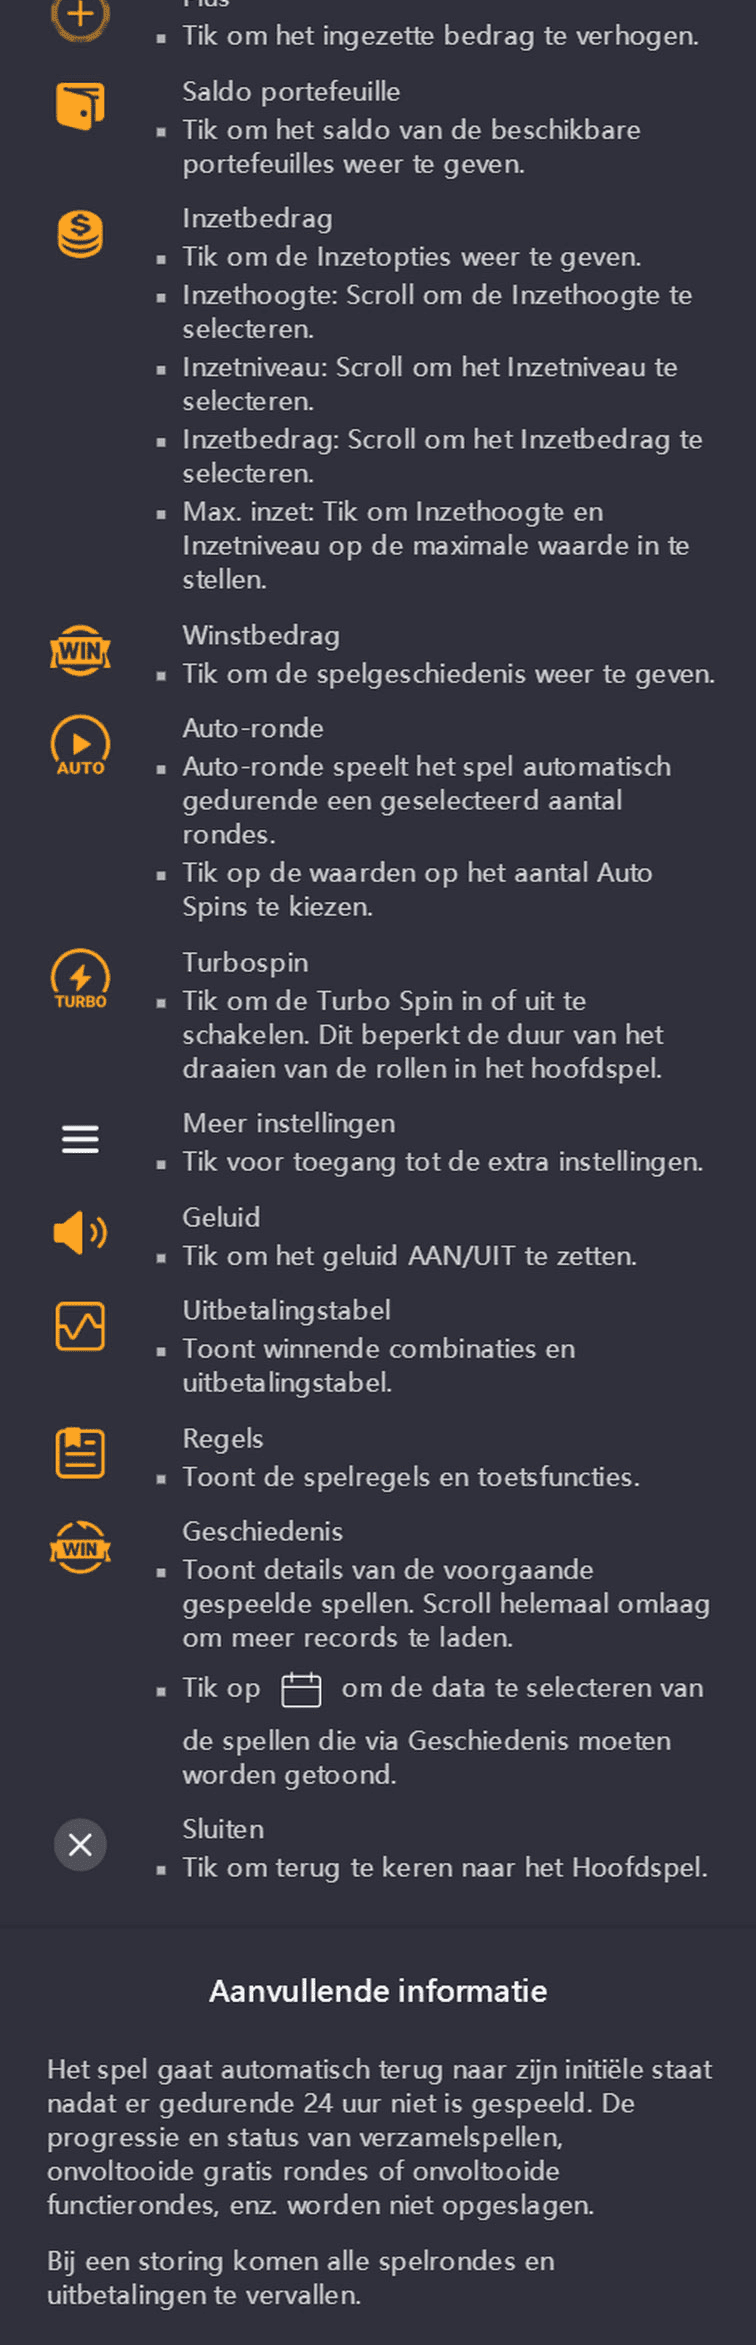 Plus
Tik om het ingezette bedrag te verhogen.
Saldo portefeuille
Tik om het saldo van de beschikbare
portefeuilles weer te geven.
Inzetbedrag
Tik om de Inzetopties weer te geven.
Inzethoogte: Scroll om de Inzethoogte te
selecteren.
Inzetniveau: Scroll om het Inzetniveau te
selecteren.
Inzetbedrag: Scroll om het Inzetbedrag te
selecteren.
Max. inzet: Tik om Inzethoogte en
Inzetniveau op de maximale waarde in te
stellen.
WIN
Winstbedrag
Tik om de spelgeschiedenis weer te geven.
AUTO
Auto-ronde
Auto-ronde speelt het spel automatisch
gedurende een geselecteerd aantal
rondes.
Tik op de waarden op het aantal Auto
Spins te kiezen.
TURBO
Turbospin
Tik om de Turbo Spin in of uit te
schakelen. Dit beperkt de duur van het
draaien van de rollen in het hoofdspel.
Meer instellingen
Tik voor toegang tot de extra instellingen.
Geluid
Tik om het geluid AAN/UIT te zetten.
Uitbetalingstabel
Toont winnende combinaties en
uitbetalingstabel.
Regels
Toont de spelregels en toetsfuncties.
WIN
Geschiedenis
Toont details van de voorgaande
gespeelde spellen. Scroll helemaal omlaag
om meer records te laden.
Tik op om de data te selecteren van
de spellen die via Geschiedenis moeten
worden getoond.
Sluiten
Tik om terug te keren naar het Hoofdspel.
Aanvullende informatie
Het spel gaat automatisch terug naar zijn initiële staat
nadat er gedurende 24 uur niet is gespeeld. De
progressie en status van verzamelspellen,
onvoltooide gratis rondes of onvoltooide
functierondes, enz. worden niet opgeslagen.
Bij een storing komen alle spelrondes en
uitbetalingen te vervallen.